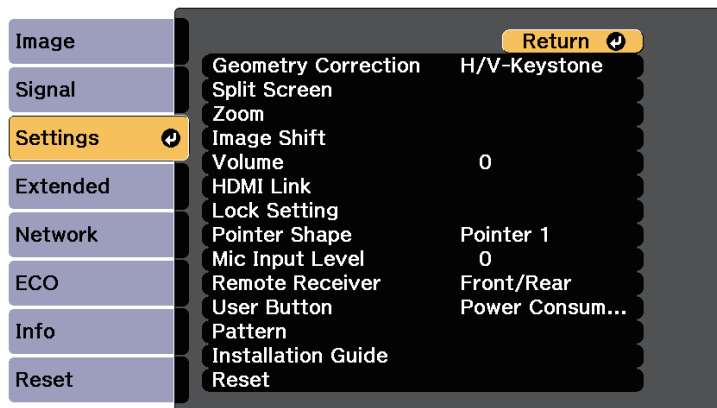 Image
Signal
Settings
Extended
Network
ECO
Info
Reset
Return
Geometry Correction H/V-Keystone
Split Screen
Zoom
Image Shift
Volume 0
HDMI Link
Lock Setting
Pointer Shape Pointer 1
Mic Input Level 0
Remote Receiver Front/Rear
User Button Power Consum...
Pattern
Installation Guide
Reset